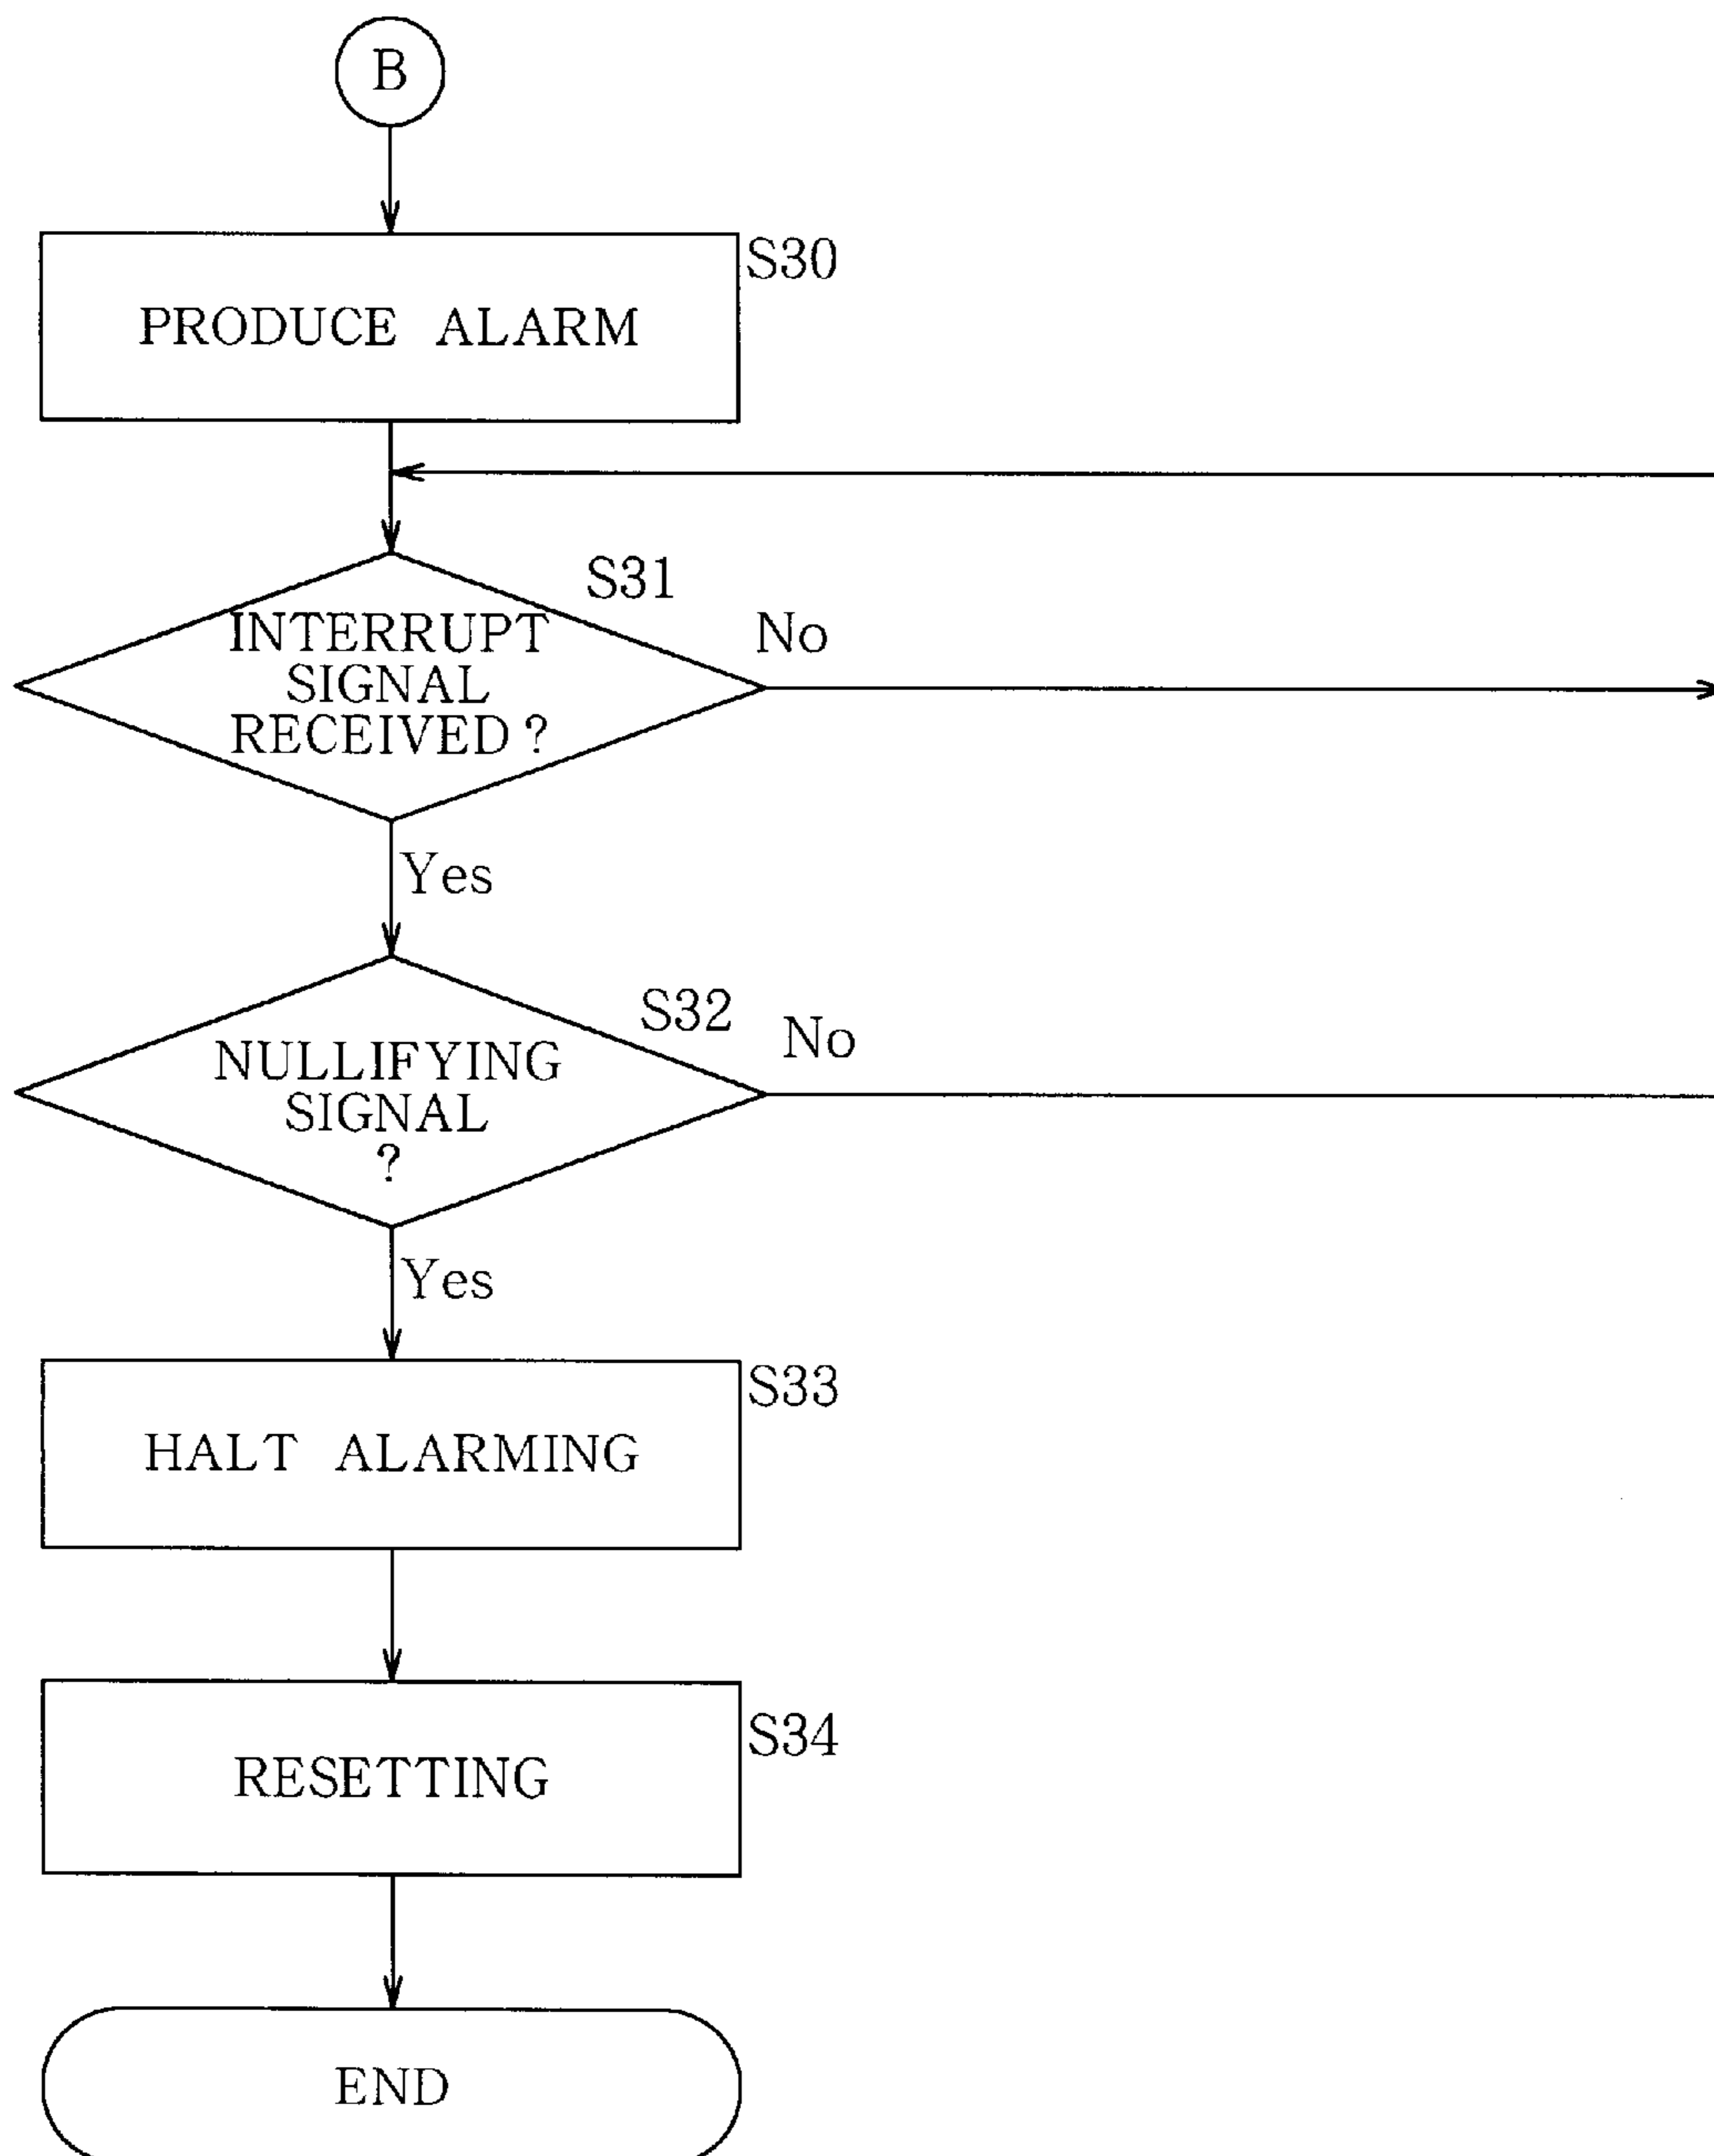 B
S30
PRODUCE ALARM
S31
INTERRUPT
SIGNAL
RECEIVED?
No
Yes
S32
NULLIFYING
SIGNAL
?
No
Yes
S33
HALT ALARMING
S34
RESETTING
END